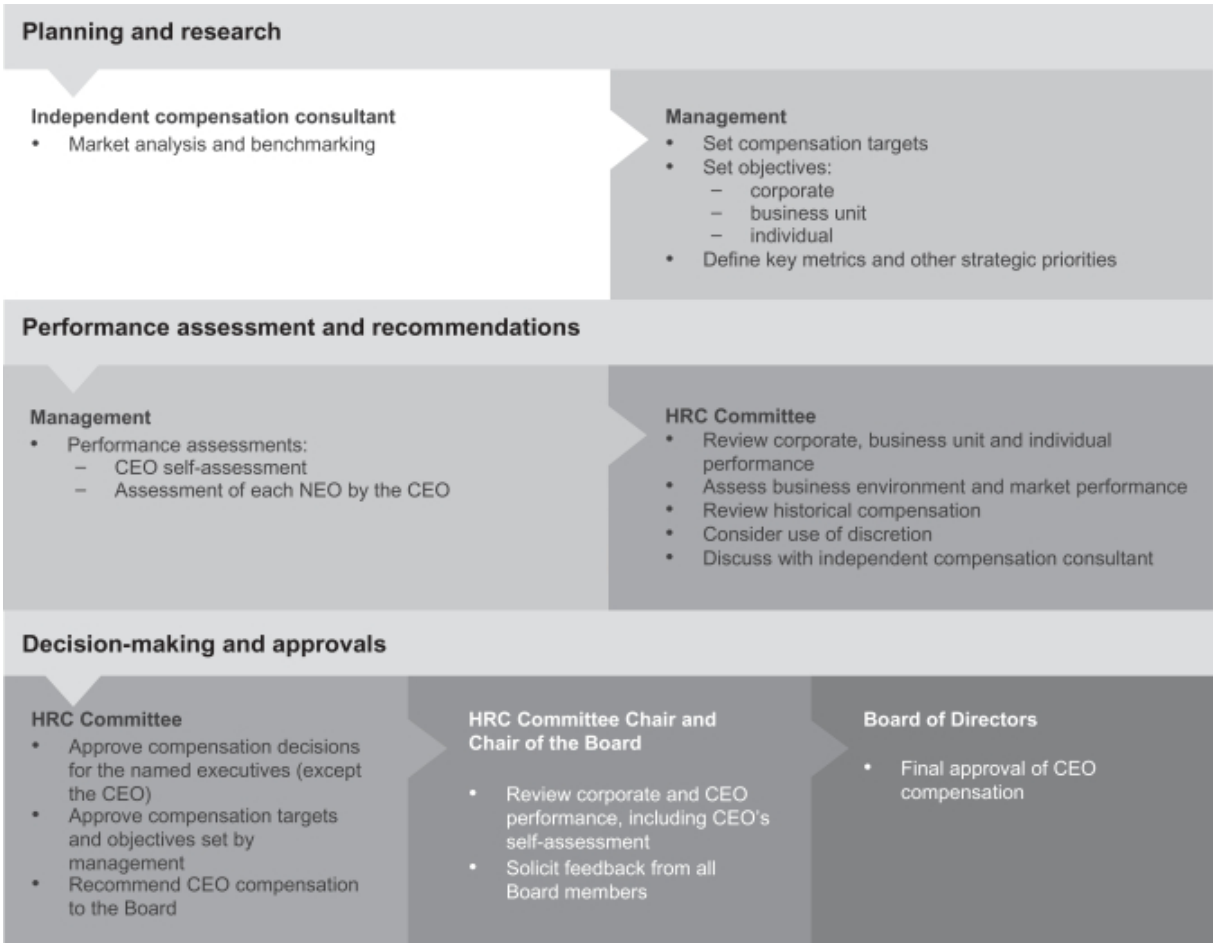 Planning and research
Independent compensation consultant
• Market analysis and benchmarking
Management
• Set compensation targets
• Set objectives:
– corporate
– business unit
– individual
• Define key metrics and other strategic priorities
Performance assessment and recommendations
Management
• Performance assessments:
– CEO self-assessment
– Assessment of each NEO by the CEO
HRC Committee
• Review corporate, business unit and individual
performance
• Assess business environment and market performance
• Review historical compensation
• Consider use of discretion
• Discuss with independent compensation consultant
Decision-making and approvals
HRC Committee
• Approve compensation decisions
for the named executives (except
the CEO)
• Approve compensation targets
and objectives set by
management
• Recommend CEO compensation
to the Board
HRC Committee Chair and
Chair of the Board
• Review corporate and CEO
performance, including CEO's
self-assessment
• Solicit feedback from all
Board members
Board of Directors
• Final approval of CEO
compensation